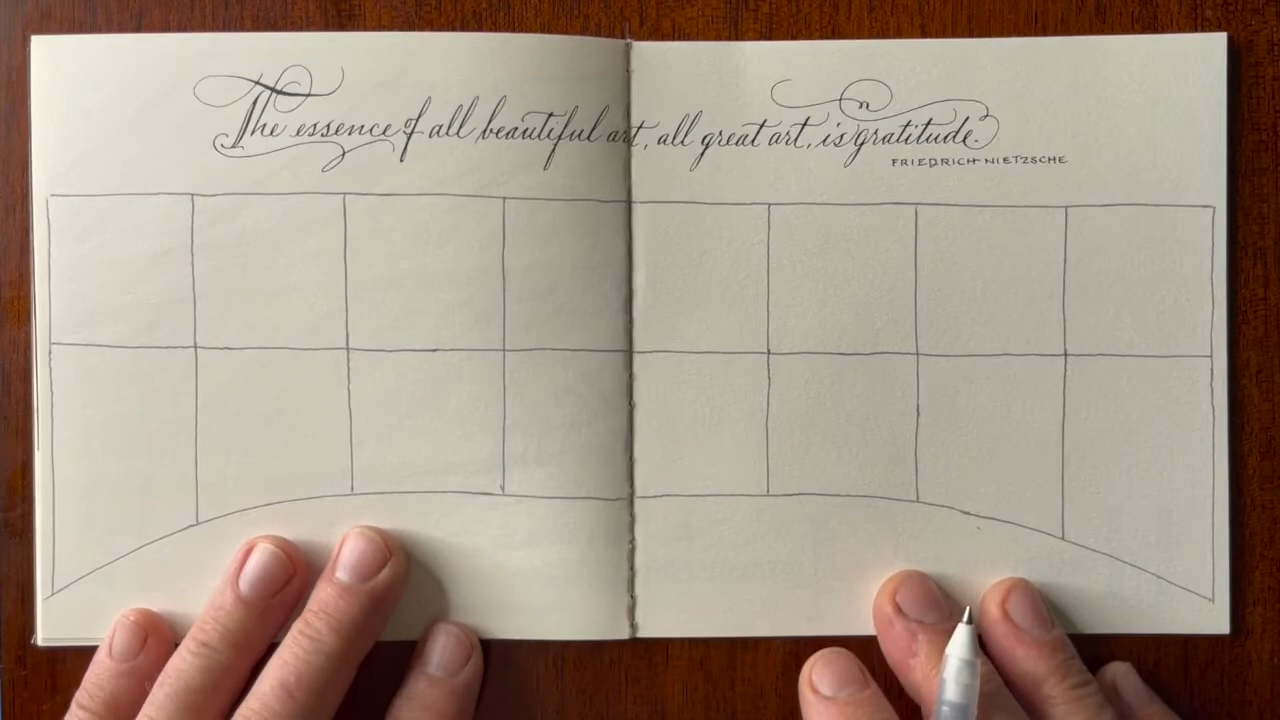 The essence of all beautiful art, all great art, is gratitude.
FRIEDRICH NIETZSCHE